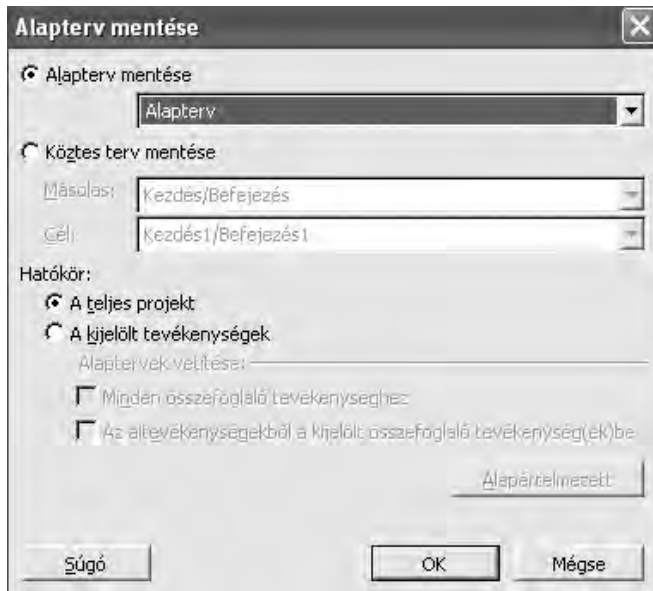 Alapterv mentése
Alapterv mentése
Alapterv
Köztes terv mentése
Másolás: Kezdés/Befejezés
Cél: Kezdés1/Befejezés1
Hatókör:
A teljes projekt
A kijelölt tevékenységek
Alaptervek vetítése:
Minden összefoglaló tevékenységhez
Az altevékenységekből a kijelölt összefoglaló tevékenység(ek)be
Alapértelmezett
Súgó OK Mégse